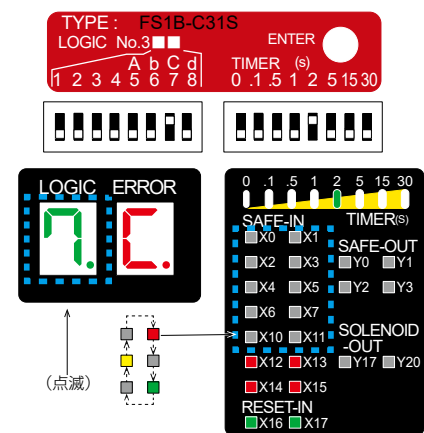 TYPE : FS1B-C31S
LOGIC No.3■■
ENTER
A b C d
TIMER (s)
1 2 3 4 5 6 7 8
0 .1 .5 1 2 5 15 30
LOGIC ERROR
7. C.
0 .1 .5 1 2 5 15 30
SAFE-IN TIMER(S)
X0 X1
SAFE-OUT
X2 X3 Y0 Y1
X4 X5 Y2 Y3
X6 X7
SOLENOID
-OUT
X10 X11 Y17 Y20
X12 X13
X14 X15
RESET-IN
X16 X17
(点滅)